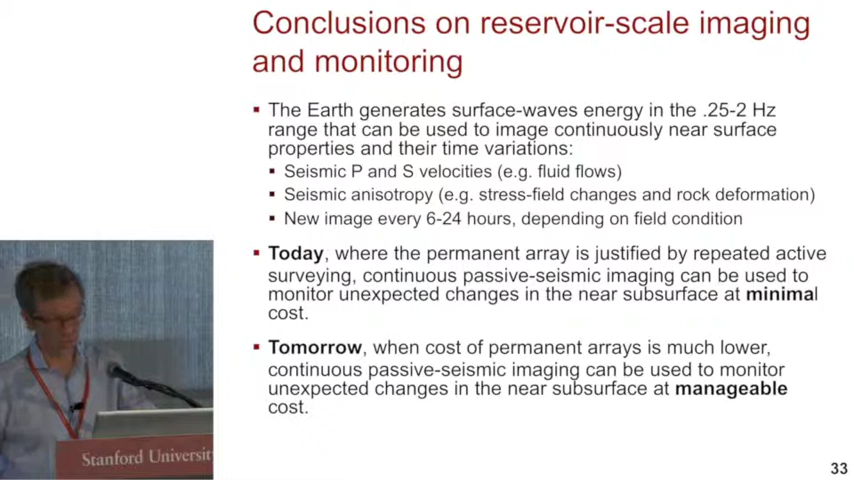 Conclusions on reservoir-scale imaging
and monitoring
▪ The Earth generates surface-waves energy in the .25-2 Hz
range that can be used to image continuously near surface
properties and their time variations:
▪ Seismic P and S velocities (e.g. fluid flows)
▪ Seismic anisotropy (e.g. stress-field changes and rock deformation)
▪ New image every 6-24 hours, depending on field condition
▪ Today, where the permanent array is justified by repeated active
surveying, continuous passive-seismic imaging can be used to
monitor unexpected changes in the near subsurface at minimal
cost.
▪ Tomorrow, when cost of permanent arrays is much lower,
continuous passive-seismic imaging can be used to monitor
unexpected changes in the near subsurface at manageable
cost.
Stanford Universit
33